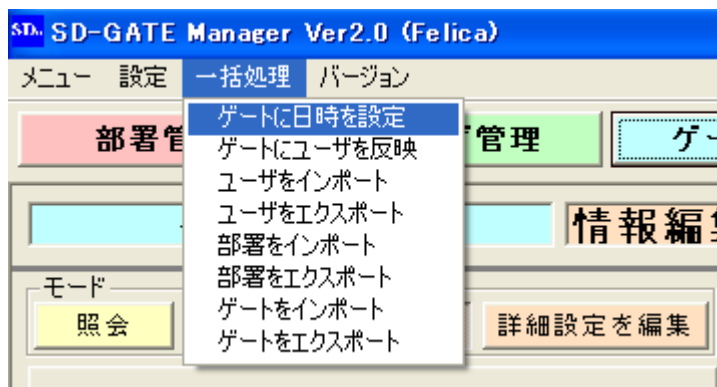 SD-GATE Manager Ver2.0 (Felica)
メニュー 設定 一括処理 バージョン
ゲートに日時を設定
ゲートにユーザを反映
ユーザをインポート
ユーザをエクスポート
部署をインポート
部署をエクスポート
ゲートをインポート
ゲートをエクスポート
部署管 管理 ゲー
情報編集
モード
照会 詳細設定を編集